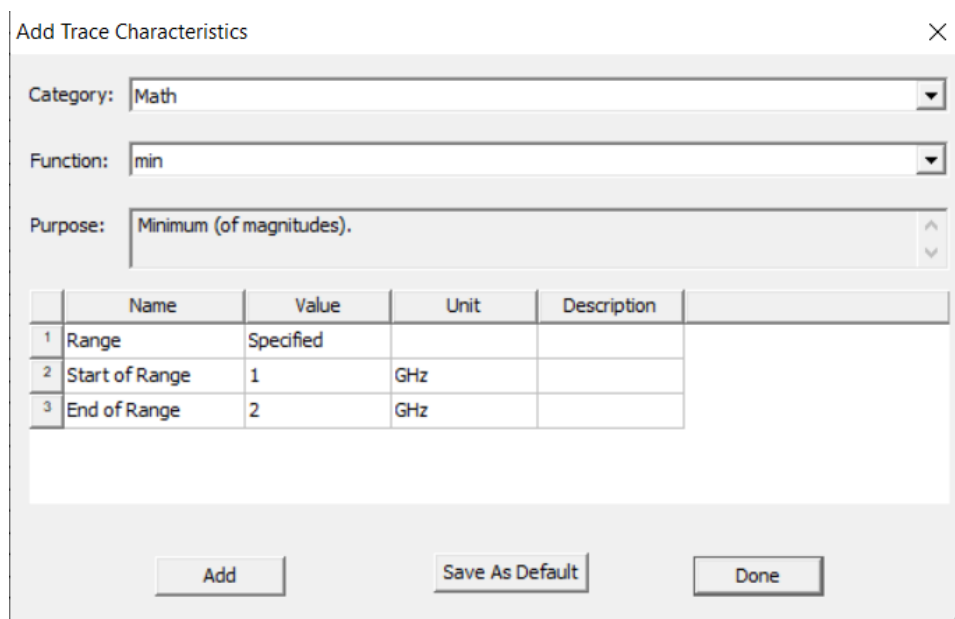 Add Trace Characteristics
Category: Math
Function: min
Purpose: Minimum (of magnitudes).
Name Value Unit Description
1 Range Specified
2 Start of Range 1 GHz
3 End of Range 2 GHz
Add Save As Default Done